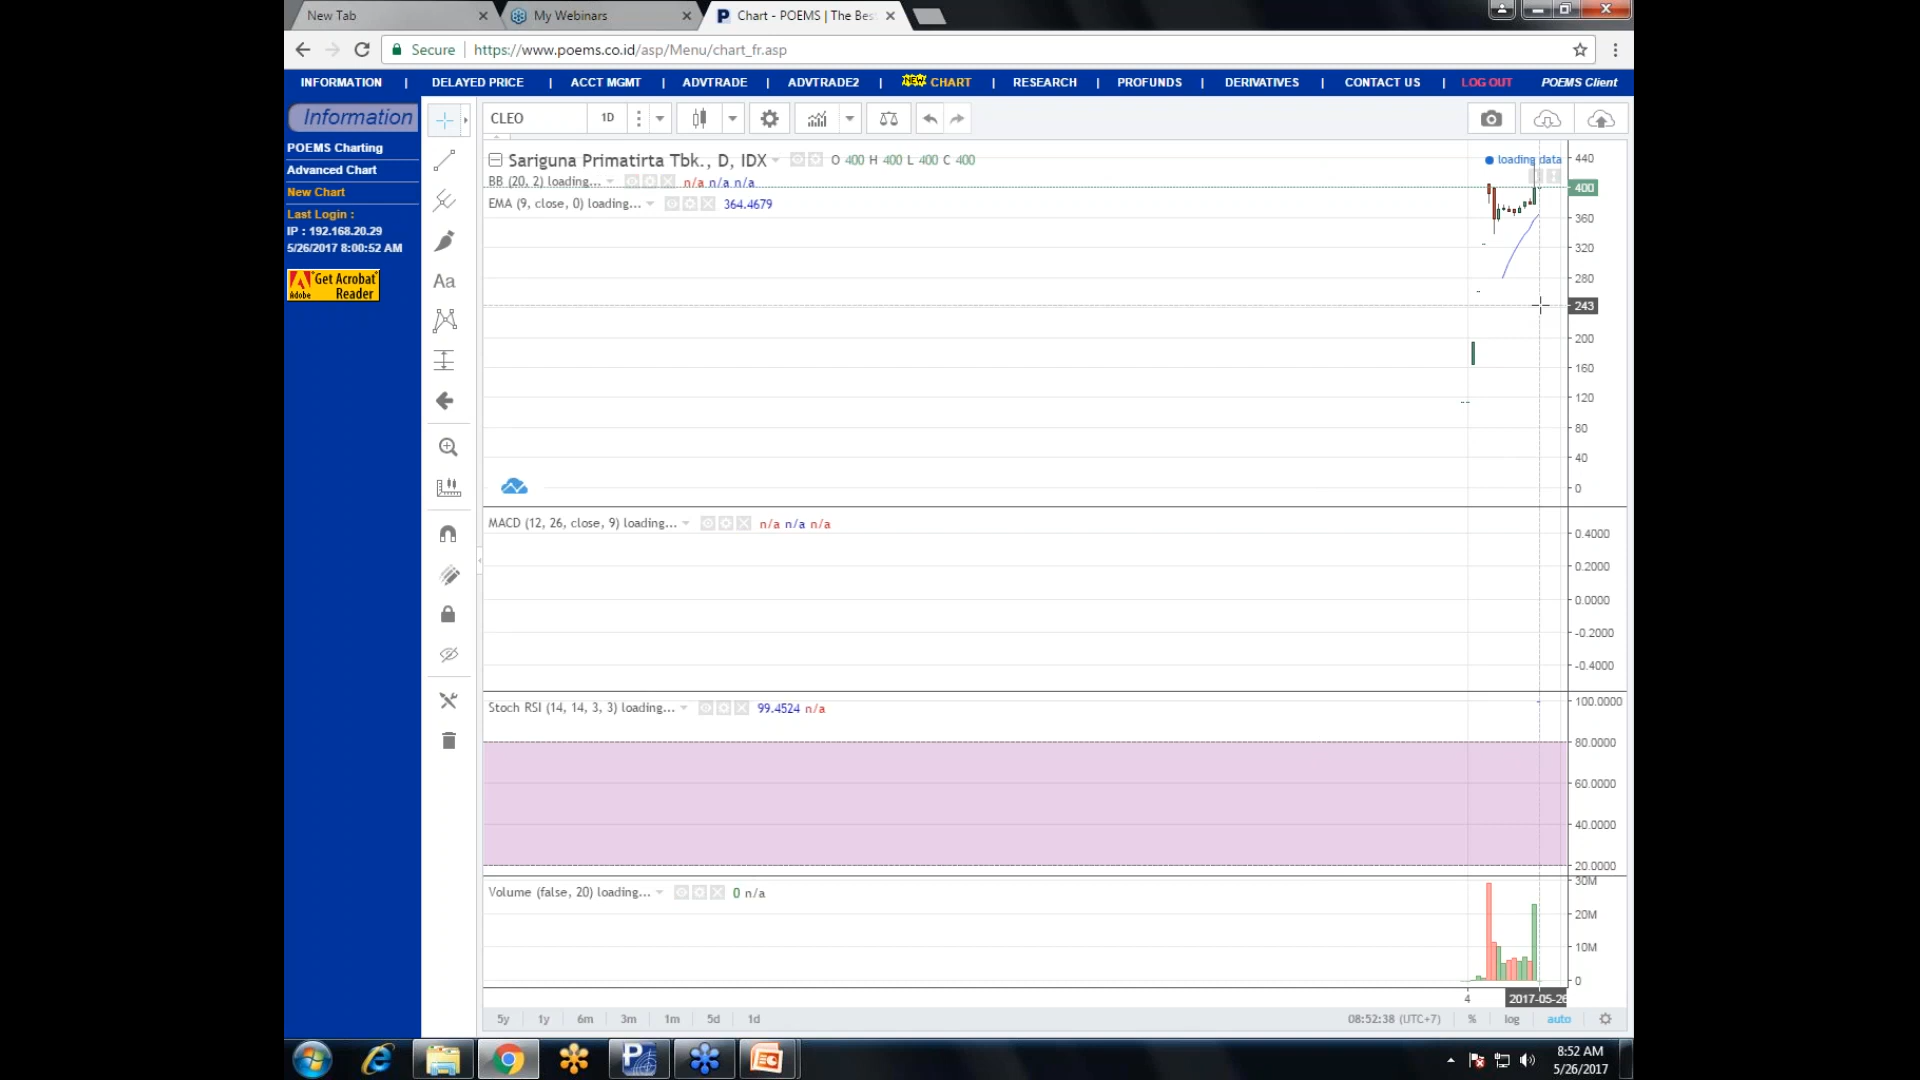 New Tab
My Webinars
Chart - POEMS | The Bes
Secure | https://www.poems.co.id/asp/Menu/chart_fr.asp
INFORMATION | DELAYED PRICE | ACCT MGMT | ADVTRADE | ADVTRADE2 | NEW CHART | RESEARCH | PROFUNDS | DERIVATIVES | CONTACT US | LOG OUT POEMS Client
Information
POEMS Charting
Advanced Chart
New Chart
Last Login :
IP : 192.168.20.29
5/26/2017 8:00:52 AM
Get Acrobat
Adobe Reader
Aa
CLEO 1D
Sariguna Primatirta Tbk., D, IDX O 400 H 400 L 400 C 400
loading data
BB (20, 2) loading... n/a n/a n/a
EMA (9, close, 0) loading... 364.4679
440
400
360
320
280
243
200
160
120
80
40
0
MACD (12, 26, close, 9) loading... n/a n/a n/a
0.4000
0.2000
0.0000
-0.2000
-0.4000
Stoch RSI (14, 14, 3, 3) loading... 99.4524 n/a
100.0000
80.0000
60.0000
40.0000
20.0000
Volume (false, 20) loading... 0 n/a
30M
20M
10M
0
4 2017-05-26
5y 1y 6m 3m 1m 5d 1d 08:52:38 (UTC+7) % log auto
8:52 AM
5/26/2017